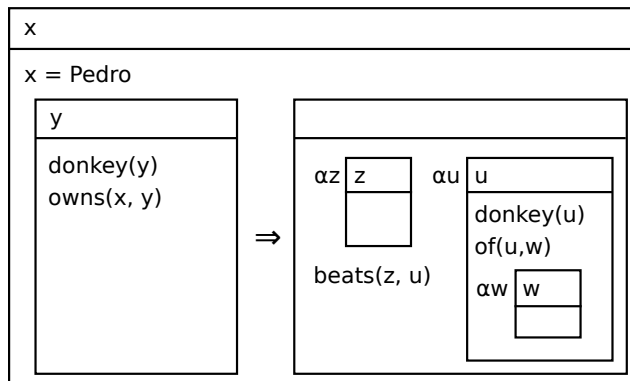 x
x = Pedro
y
donkey(y)
owns(x, y)
⇒
αz z
beats(z, u)
αu u
donkey(u)
of(u,w)
αw w